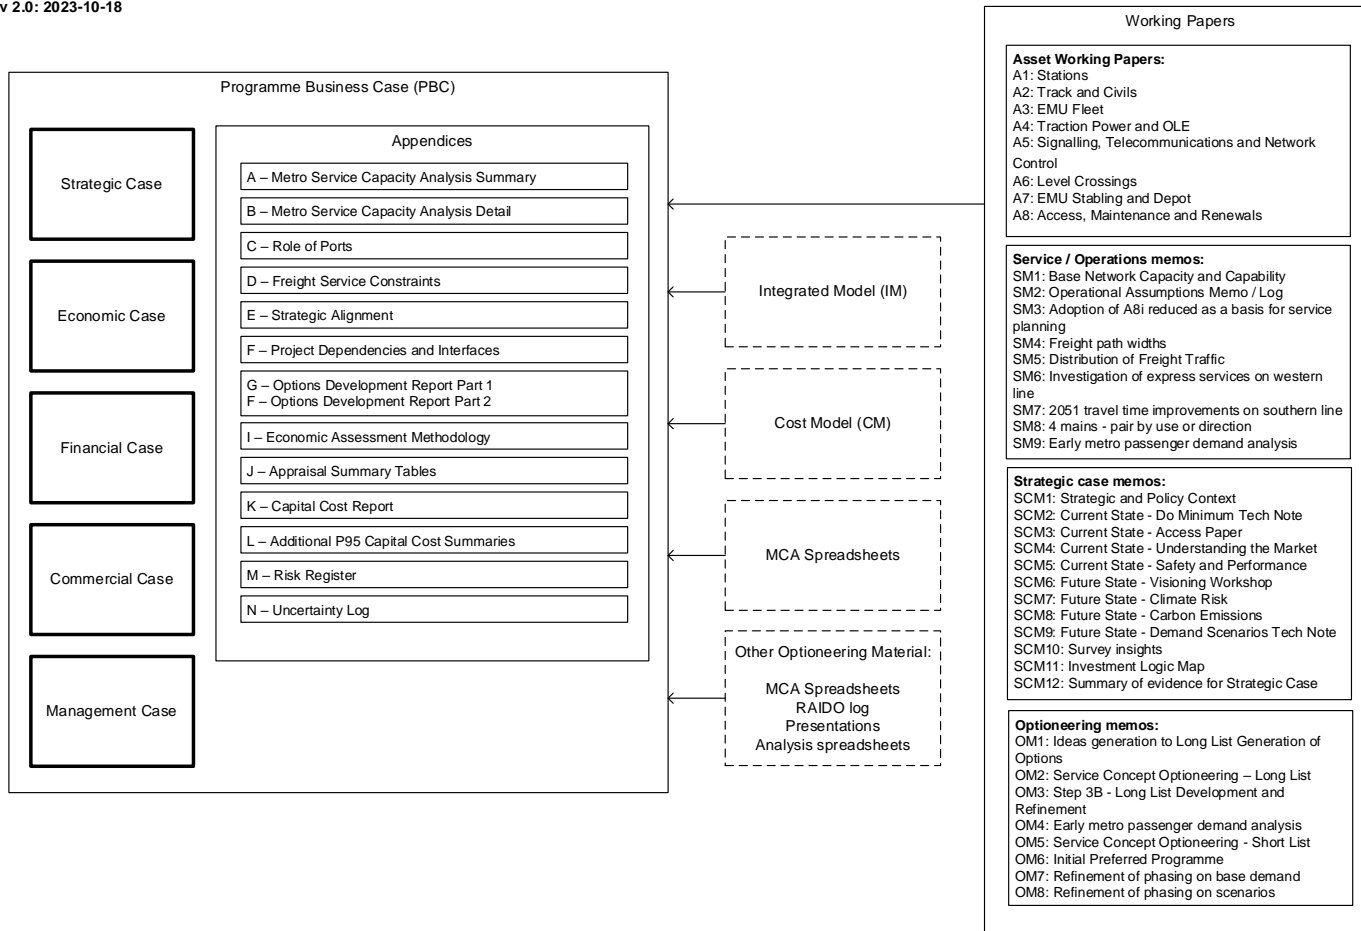 v 2.0: 2023-10-18
Programme Business Case (PBC)
Strategic Case
Economic Case
Financial Case
Commercial Case
Management Case
Appendices
A – Metro Service Capacity Analysis Summary
B – Metro Service Capacity Analysis Detail
C – Role of Ports
D – Freight Service Constraints
E – Strategic Alignment
F – Project Dependencies and Interfaces
G – Options Development Report Part 1
F – Options Development Report Part 2
I – Economic Assessment Methodology
J – Appraisal Summary Tables
K – Capital Cost Report
L – Additional P95 Capital Cost Summaries
M – Risk Register
N – Uncertainty Log
Integrated Model (IM)
Cost Model (CM)
MCA Spreadsheets
Other Optioneering Material:
MCA Spreadsheets
RAIDO log
Presentations
Analysis spreadsheets
Working Papers
Asset Working Papers:
A1: Stations
A2: Track and Civils
A3: EMU Fleet
A4: Traction Power and OLE
A5: Signalling, Telecommunications and Network
Control
A6: Level Crossings
A7: EMU Stabling and Depot
A8: Access, Maintenance and Renewals
Service / Operations memos:
SM1: Base Network Capacity and Capability
SM2: Operational Assumptions Memo / Log
SM3: Adoption of A8i reduced as a basis for service
planning
SM4: Freight path widths
SM5: Distribution of Freight Traffic
SM6: Investigation of express services on western
line
SM7: 2051 travel time improvements on southern line
SM8: 4 mains - pair by use or direction
SM9: Early metro passenger demand analysis
Strategic case memos:
SCM1: Strategic and Policy Context
SCM2: Current State - Do Minimum Tech Note
SCM3: Current State - Access Paper
SCM4: Current State - Understanding the Market
SCM5: Current State - Safety and Performance
SCM6: Future State - Visioning Workshop
SCM7: Future State - Climate Risk
SCM8: Future State - Carbon Emissions
SCM9: Future State - Demand Scenarios Tech Note
SCM10: Survey insights
SCM11: Investment Logic Map
SCM12: Summary of evidence for Strategic Case
Optioneering memos:
OM1: Ideas generation to Long List Generation of
Options
OM2: Service Concept Optioneering – Long List
OM3: Step 3B - Long List Development and
Refinement
OM4: Early metro passenger demand analysis
OM5: Service Concept Optioneering - Short List
OM6: Initial Preferred Programme
OM7: Refinement of phasing on base demand
OM8: Refinement of phasing on scenarios